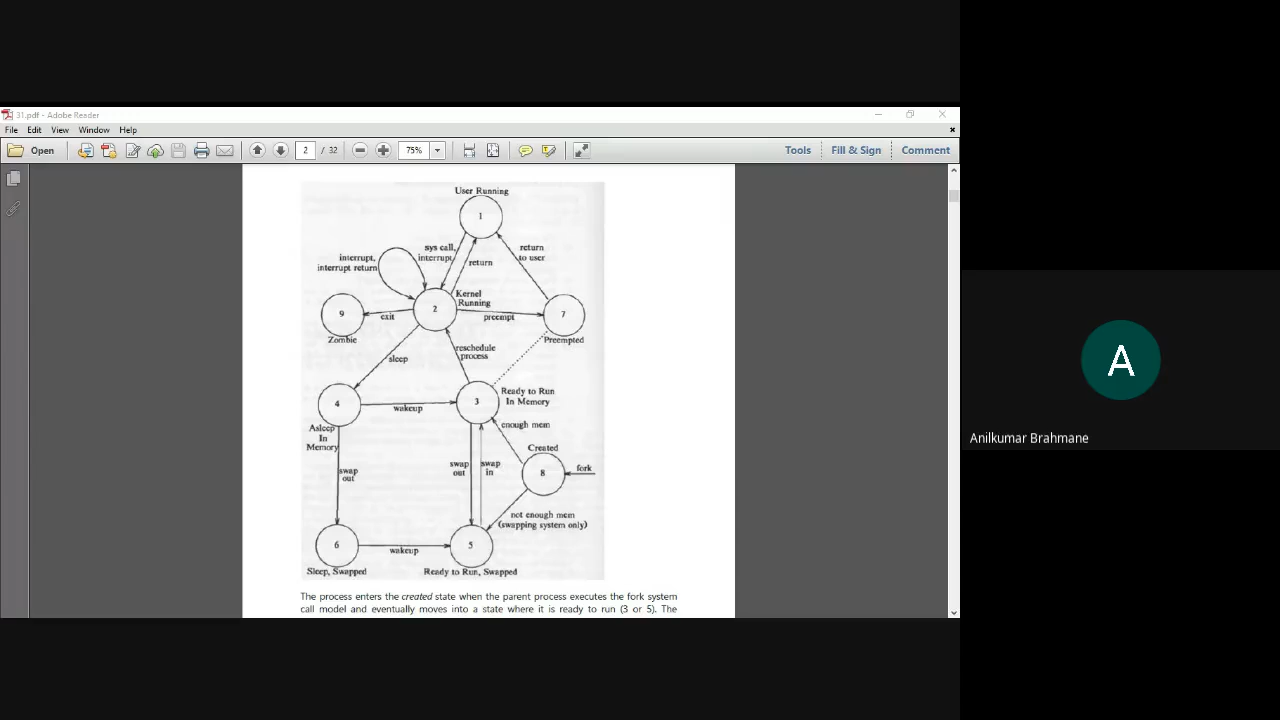 31.pdf - Adobe Reader
File Edit View Window Help
Open 2 / 32 75% Tools Fill & Sign Comment
User Running
1
sys call,
interrupt
return
return
to user
interrupt,
interrupt return
2
Kernel
Running
9
Zombie
exit
preempt
7
Preempted
sleep
reschedule
process
4
Asleep
In
Memory
wakeup
3
Ready to Run
In Memory
enough mem
Created
8
fork
swap
out
swap
out
swap
in
not enough mem
(swapping system only)
6
Sleep, Swapped
wakeup
5
Ready to Run, Swapped
The process enters the created state when the parent process executes the fork system
call model and eventually moves into a state where it is ready to run (3 or 5). The
A
Anilkumar Brahmane